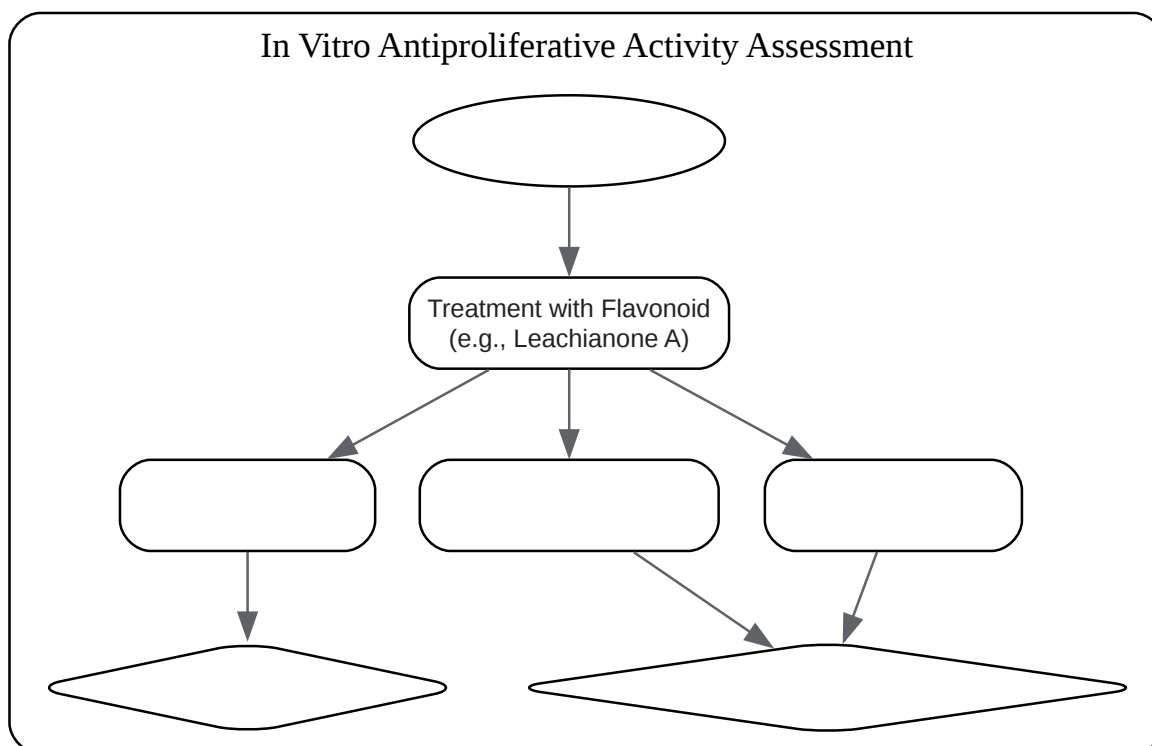 In Vitro Antiproliferative Activity Assessment
Treatment with Flavonoid
(e.g., Leachianone A)